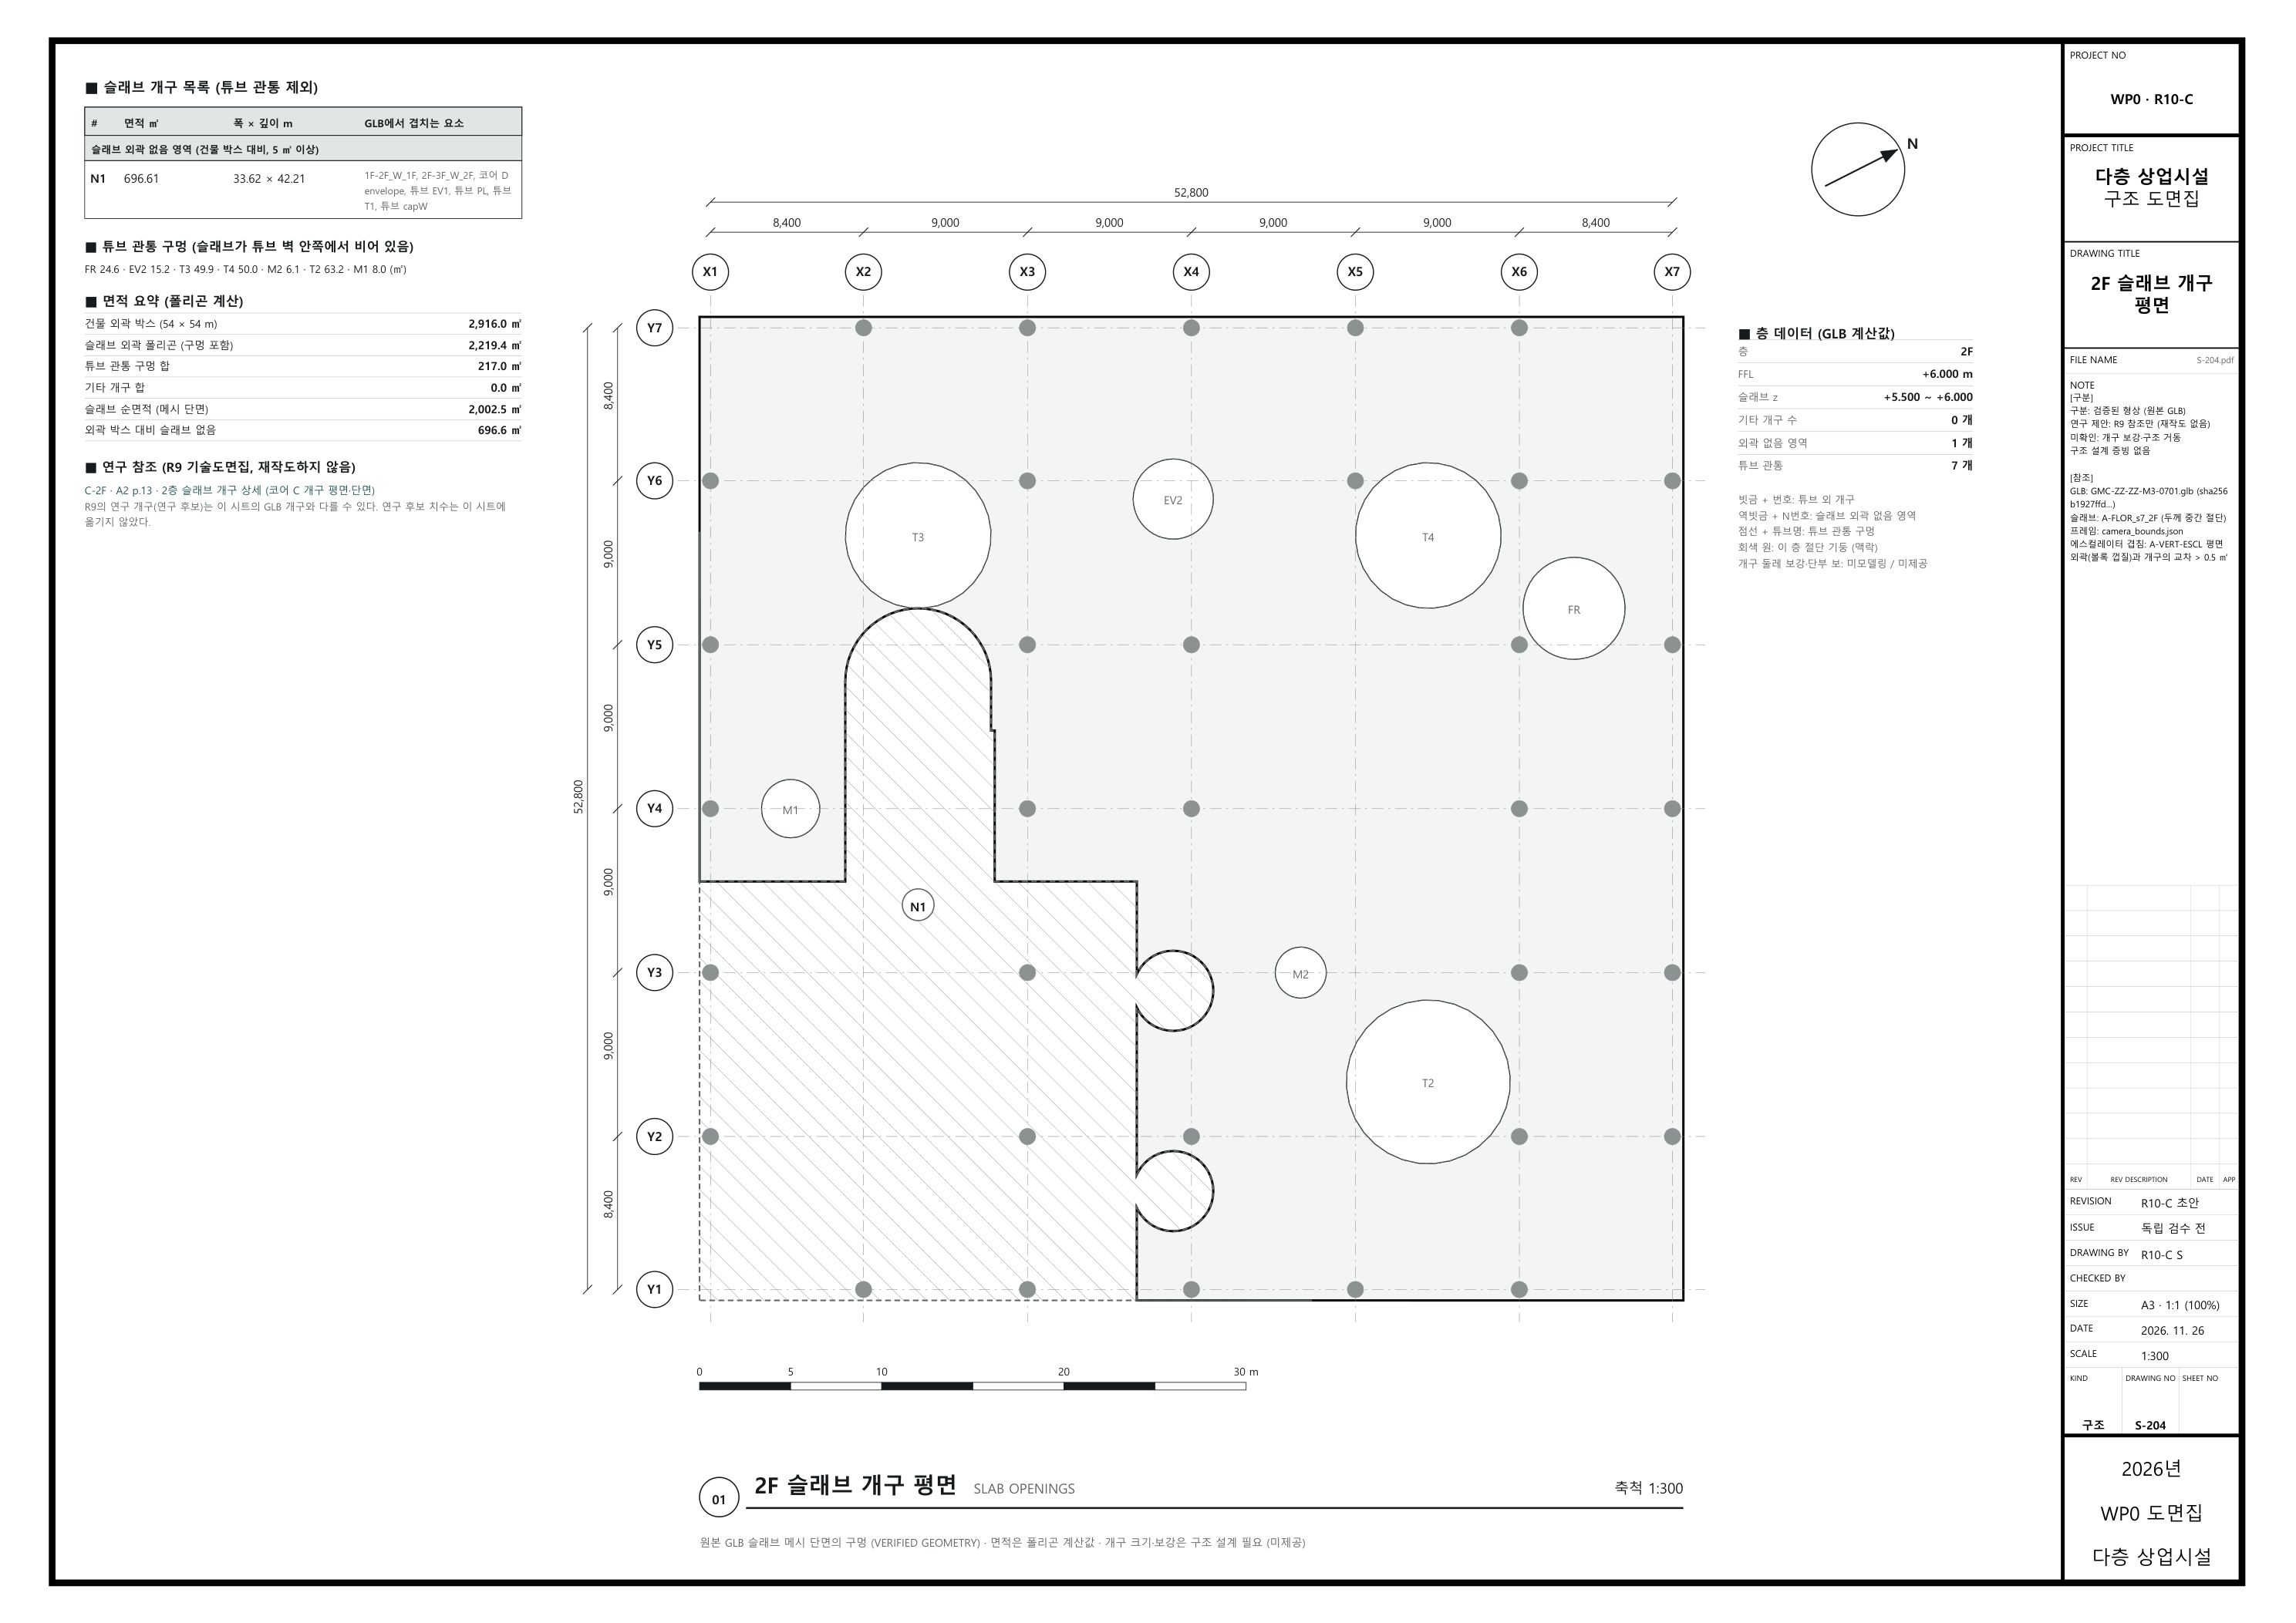 ■ 슬래브 개구 목록 (튜브 관통 제외)
# 면적 ㎡ 폭 × 깊이 m GLB에서 겹치는 요소
슬래브 외곽 없음 영역 (건물 박스 대비, 5 ㎡ 이상)
N1 696.61 33.62 × 42.21 1F-2F_W_1F, 2F-3F_W_2F, 코어 D
envelope, 튜브 EV1, 튜브 PL, 튜브
T1, 튜브 capW
■ 튜브 관통 구멍 (슬래브가 튜브 벽 안쪽에서 비어 있음)
FR 24.6 · EV2 15.2 · T3 49.9 · T4 50.0 · M2 6.1 · T2 63.2 · M1 8.0 (㎡)
■ 면적 요약 (폴리곤 계산)
건물 외곽 박스 (54 × 54 m) 2,916.0 ㎡
슬래브 외곽 폴리곤 (구멍 포함) 2,219.4 ㎡
튜브 관통 구멍 합 217.0 ㎡
기타 개구 합 0.0 ㎡
슬래브 순면적 (메시 단면) 2,002.5 ㎡
외곽 박스 대비 슬래브 없음 696.6 ㎡
■ 연구 참조 (R9 기술도면집, 재작도하지 않음)
C-2F · A2 p.13 · 2층 슬래브 개구 상세 (코어 C 개구 평면·단면)
R9의 연구 개구(연구 후보)는 이 시트의 GLB 개구와 다를 수 있다. 연구 후보 치수는 이 시트에
옮기지 않았다.
52,800
8,400 9,000 9,000 9,000 9,000 8,400
X1 X2 X3 X4 X5 X6 X7
Y7
8,400
Y6
9,000
Y5
9,000
52,800
Y4
9,000
Y3
9,000
Y2
8,400
Y1
T3
EV2
T4
FR
M1
N1
M2
T2
0 5 10 20 30 m
01
2F 슬래브 개구 평면 SLAB OPENINGS 축척 1:300
원본 GLB 슬래브 메시 단면의 구멍 (VERIFIED GEOMETRY) · 면적은 폴리곤 계산값 · 개구 크기·보강은 구조 설계 필요 (미제공)
N
■ 층 데이터 (GLB 계산값)
층 2F
FFL +6.000 m
슬래브 z +5.500 ~ +6.000
기타 개구 수 0 개
외곽 없음 영역 1 개
튜브 관통 7 개
빗금 + 번호: 튜브 외 개구
역빗금 + N번호: 슬래브 외곽 없음 영역
점선 + 튜브명: 튜브 관통 구멍
회색 원: 이 층 절단 기둥 (맥락)
개구 둘레 보강·단부 보: 미모델링 / 미제공
PROJECT NO
WP0 · R10-C
PROJECT TITLE
다층 상업시설
구조 도면집
DRAWING TITLE
2F 슬래브 개구
평면
FILE NAME S-204.pdf
NOTE
[구분]
구분: 검증된 형상 (원본 GLB)
연구 제안: R9 참조만 (재작도 없음)
미확인: 개구 보강·구조 거동
구조 설계 증빙 없음
[참조]
GLB: GMC-ZZ-ZZ-M3-0701.glb (sha256
b1927ffd…)
슬래브: A-FLOR_s7_2F (두께 중간 절단)
프레임: camera_bounds.json
에스컬레이터 겹침: A-VERT-ESCL 평면
외곽(볼록 껍질)과 개구의 교차 > 0.5 ㎡
REV REV DESCRIPTION DATE APP
REVISION R10-C 초안
ISSUE 독립 검수 전
DRAWING BY R10-C S
CHECKED BY
SIZE A3 · 1:1 (100%)
DATE 2026. 11. 26
SCALE 1:300
KIND DRAWING NO SHEET NO
구조 S-204
2026년
WP0 도면집
다층 상업시설